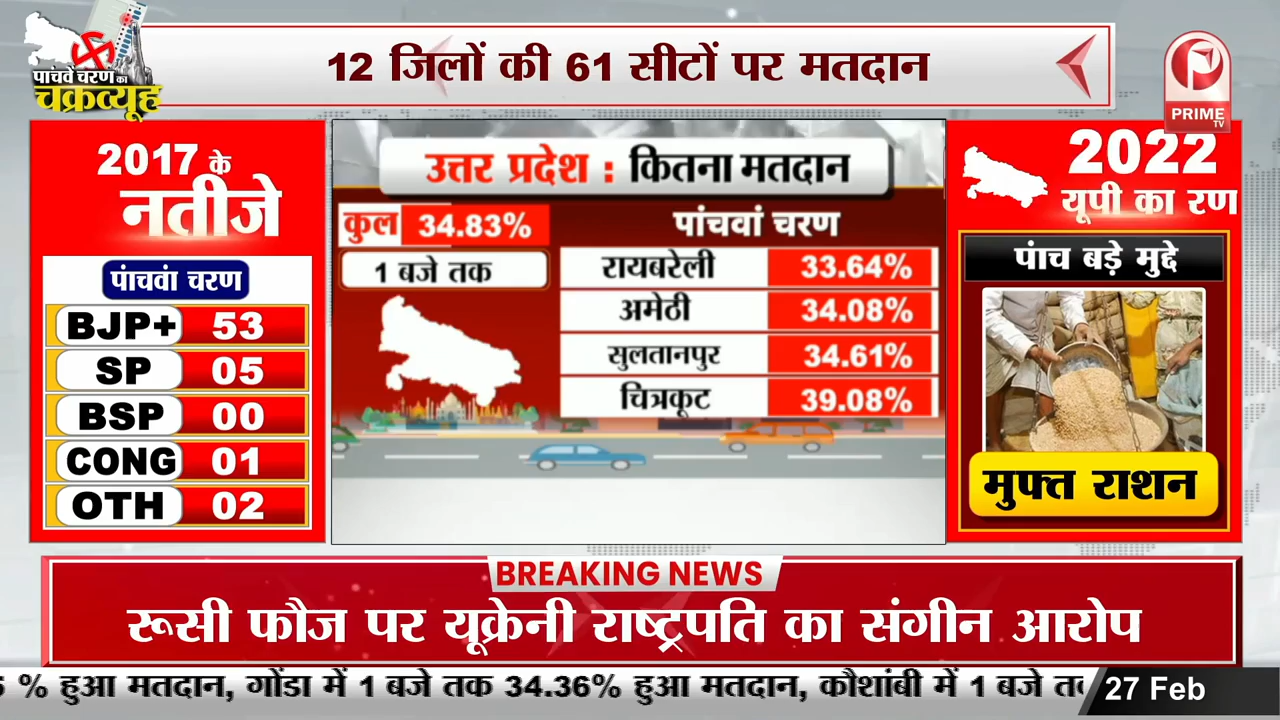 पांचवें चरण का
चक्रव्यूह
12 जिलों की 61 सीटों पर मतदान
PRIME
TV
2017 के
नतीजे
पांचवां चरण
BJP+ 53
SP 05
BSP 00
CONG 01
OTH 02
उत्तर प्रदेश : कितना मतदान
कुल 34.83%
1 बजे तक
पांचवां चरण
रायबरेली 33.64%
अमेठी 34.08%
सुलतानपुर 34.61%
चित्रकूट 39.08%
2022
यूपी का रण
पांच बड़े मुद्दे
मुफ्त राशन
BREAKING NEWS
रूसी फौज पर यूक्रेनी राष्ट्रपति का संगीन आरोप
% हुआ मतदान, गोंडा में 1 बजे तक 34.36% हुआ मतदान, कौशांबी में 1 बजे
27 Feb